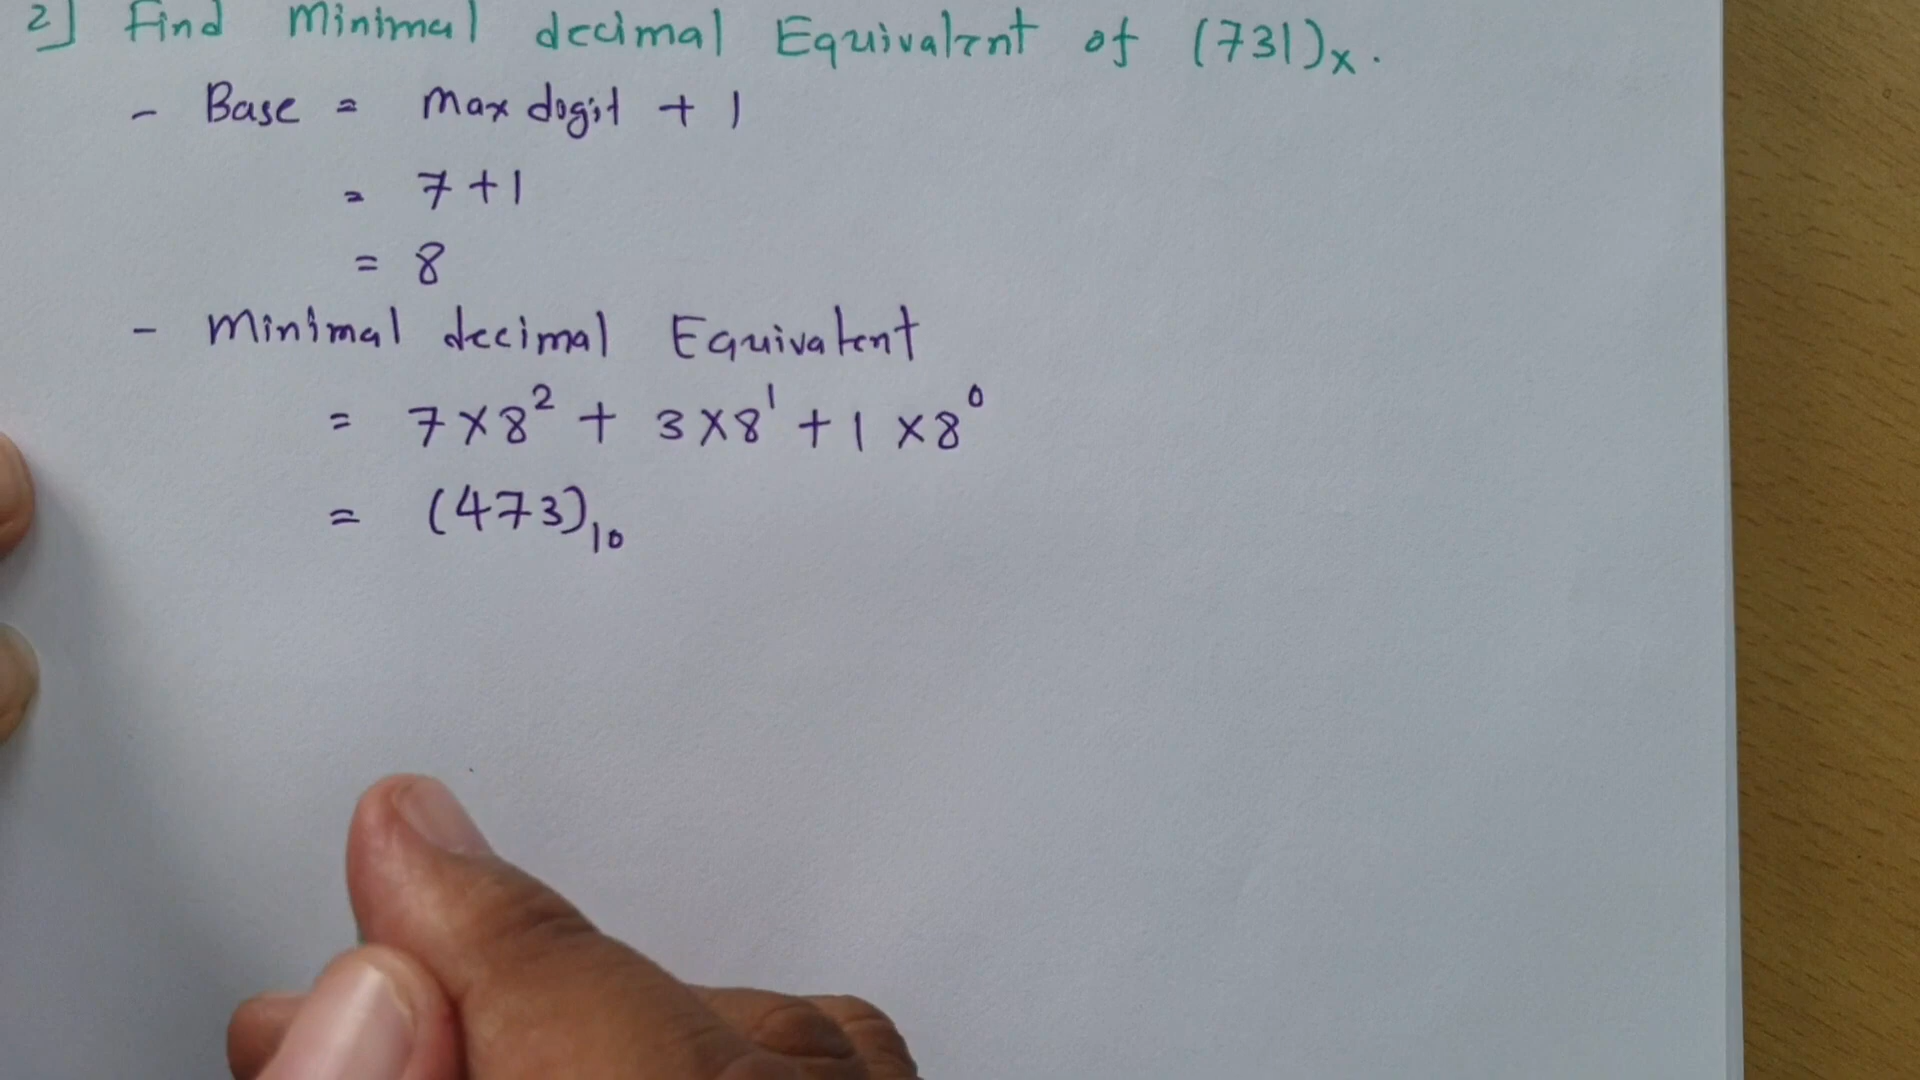 2] Find Minimal decimal Equivalent of (731)ₓ.
- Base = Max digit + 1
= 7 + 1
= 8
- Minimal decimal Equivalent
= 7 × 8² + 3 × 8¹ + 1 × 8⁰
= (473)₁₀